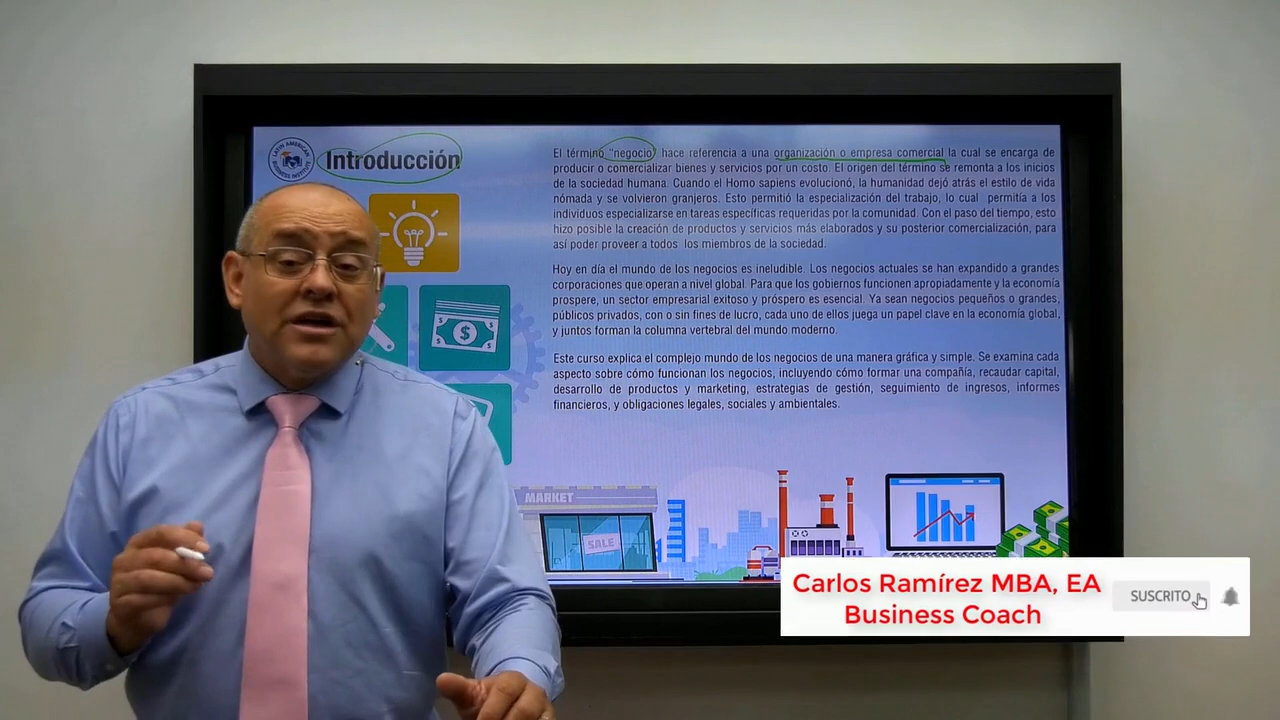 LATIN AMERICAN
BUSINESS INSTITUTE
Introducción
El término "negocio" hace referencia a una organización o empresa comercial la cual se encarga de
producir o comercializar bienes y servicios por un costo. El origen del término se remonta a los inicios
de la sociedad humana. Cuando el Homo sapiens evolucionó, la humanidad dejó atrás el estilo de vida
nómada y se volvieron granjeros. Esto permitió la especialización del trabajo, lo cual permitía a los
individuos especializarse en tareas específicas requeridas por la comunidad. Con el paso del tiempo, esto
hizo posible la creación de productos y servicios más elaborados y su posterior comercialización, para
así poder proveer a todos los miembros de la sociedad.
Hoy en día el mundo de los negocios es ineludible. Los negocios actuales se han expandido a grandes
corporaciones que operan a nivel global. Para que los gobiernos funcionen apropiadamente y la economía
prospere, un sector empresarial exitoso y próspero es esencial. Ya sean negocios pequeños o grandes,
públicos privados, con o sin fines de lucro, cada uno de ellos juega un papel clave en la economía global,
y juntos forman la columna vertebral del mundo moderno.
Este curso explica el complejo mundo de los negocios de una manera gráfica y simple. Se examina cada
aspecto sobre cómo funcionan los negocios, incluyendo cómo formar una compañía, recaudar capital,
desarrollo de productos y marketing, estrategias de gestión, seguimiento de ingresos, informes
financieros, y obligaciones legales, sociales y ambientales.
$
MARKET
SALE
Carlos Ramírez MBA, EA
Business Coach
SUSCRITO